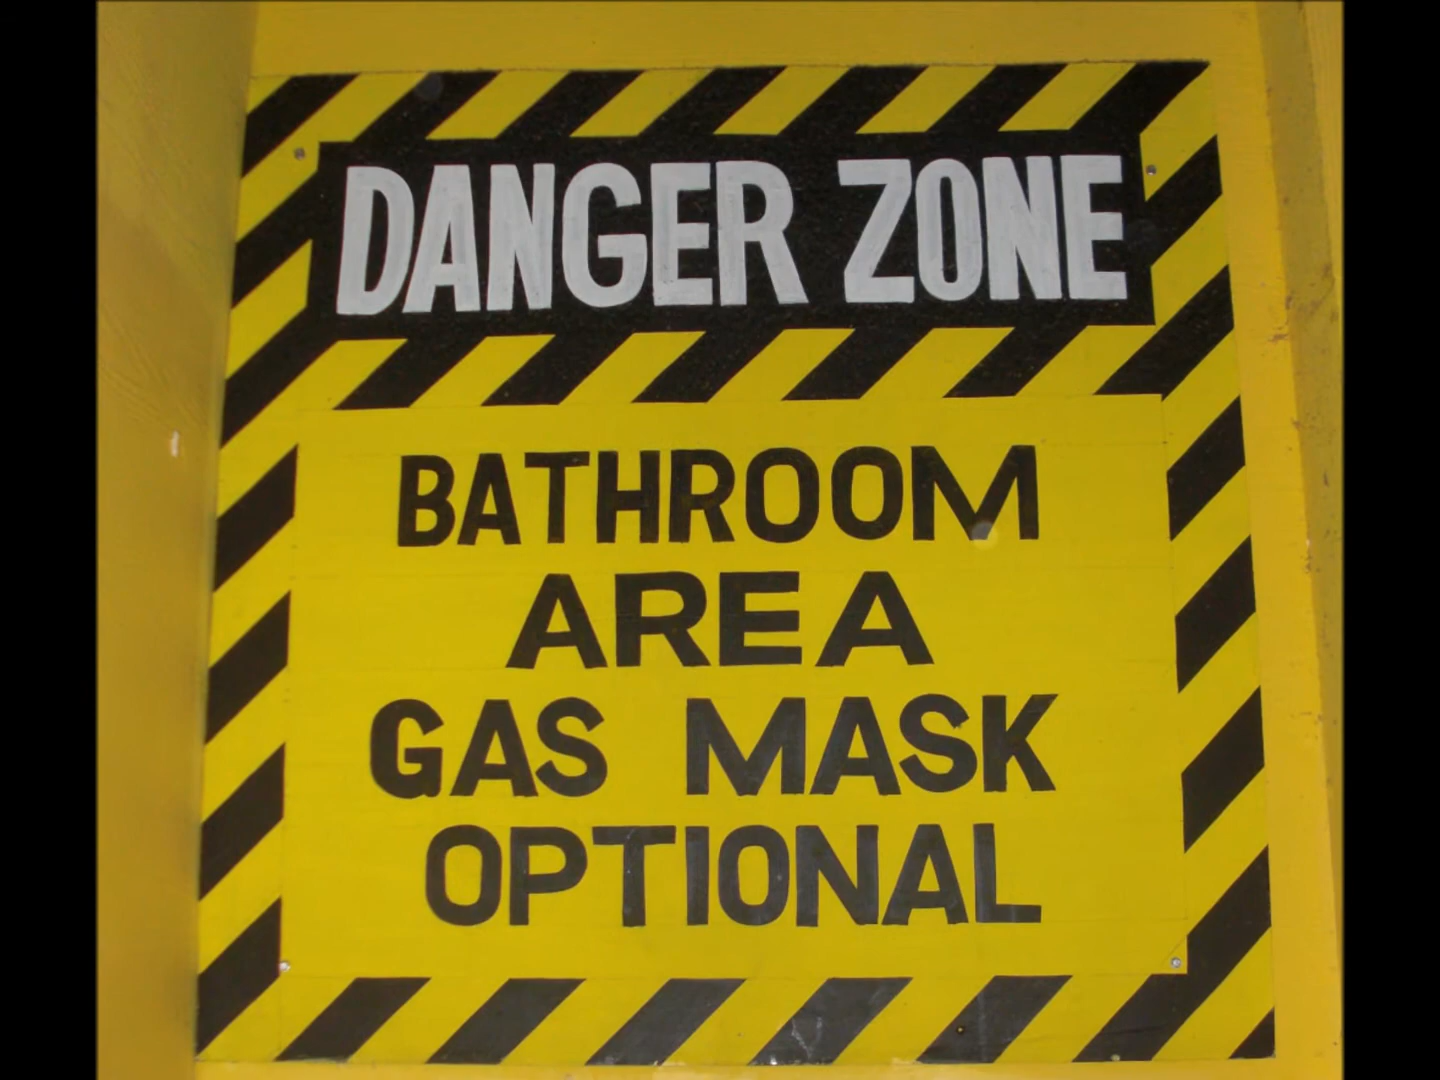 DANGER ZONE
BATHROOM
AREA
GAS MASK
OPTIONAL